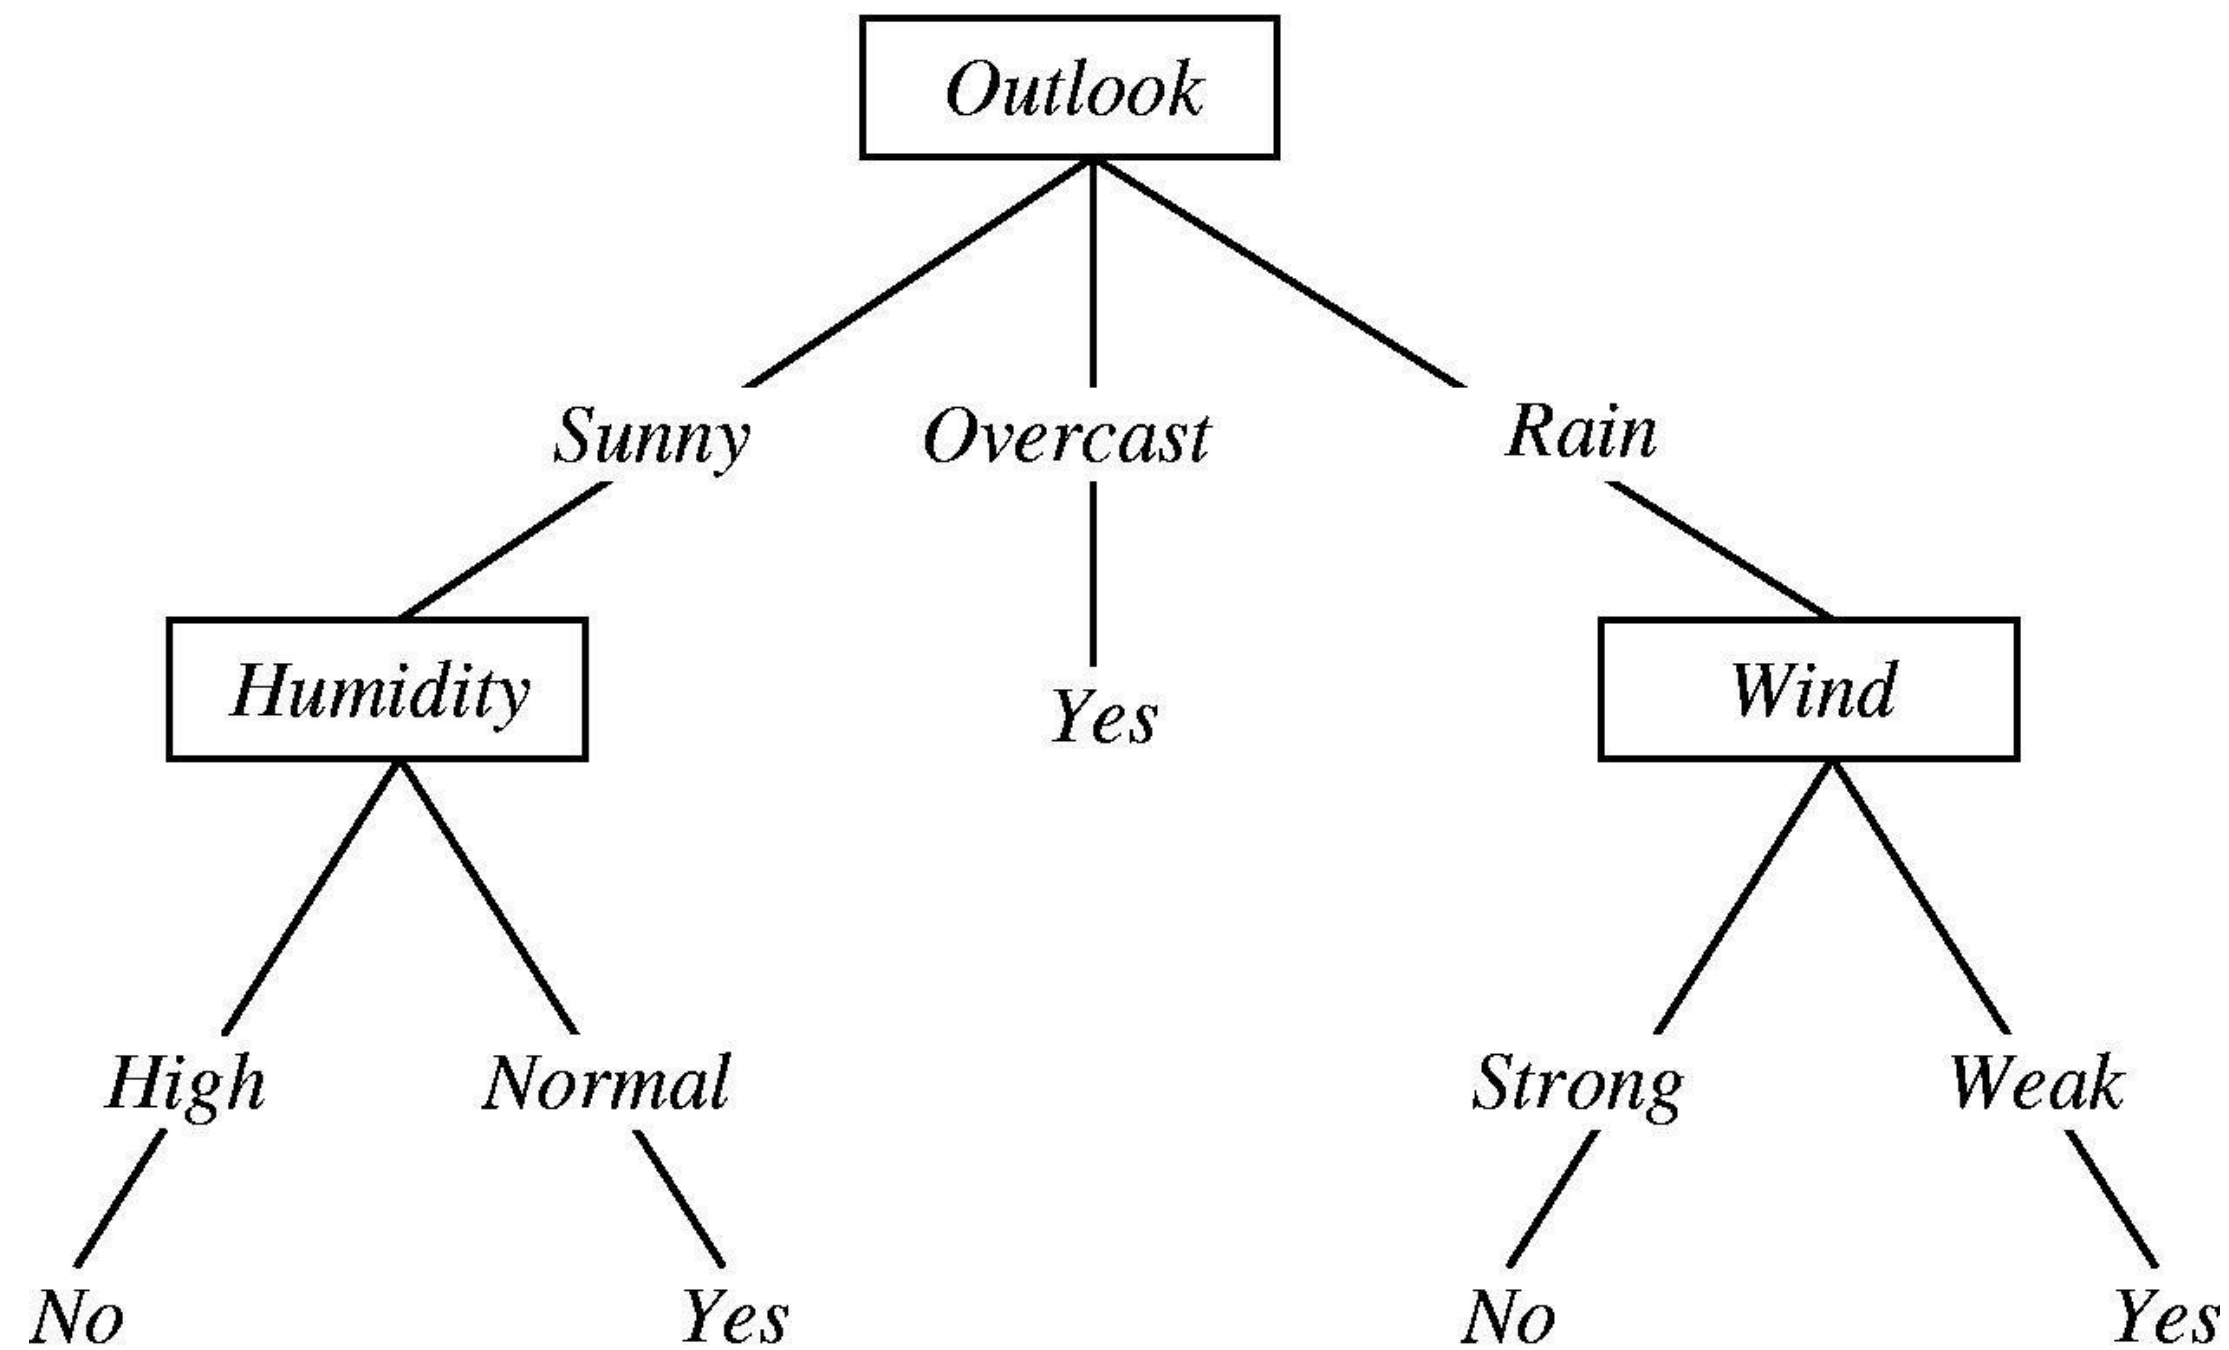 Outlook
Sunny Overcast Rain
Humidity Yes Wind
High Normal Strong Weak
No Yes No Yes